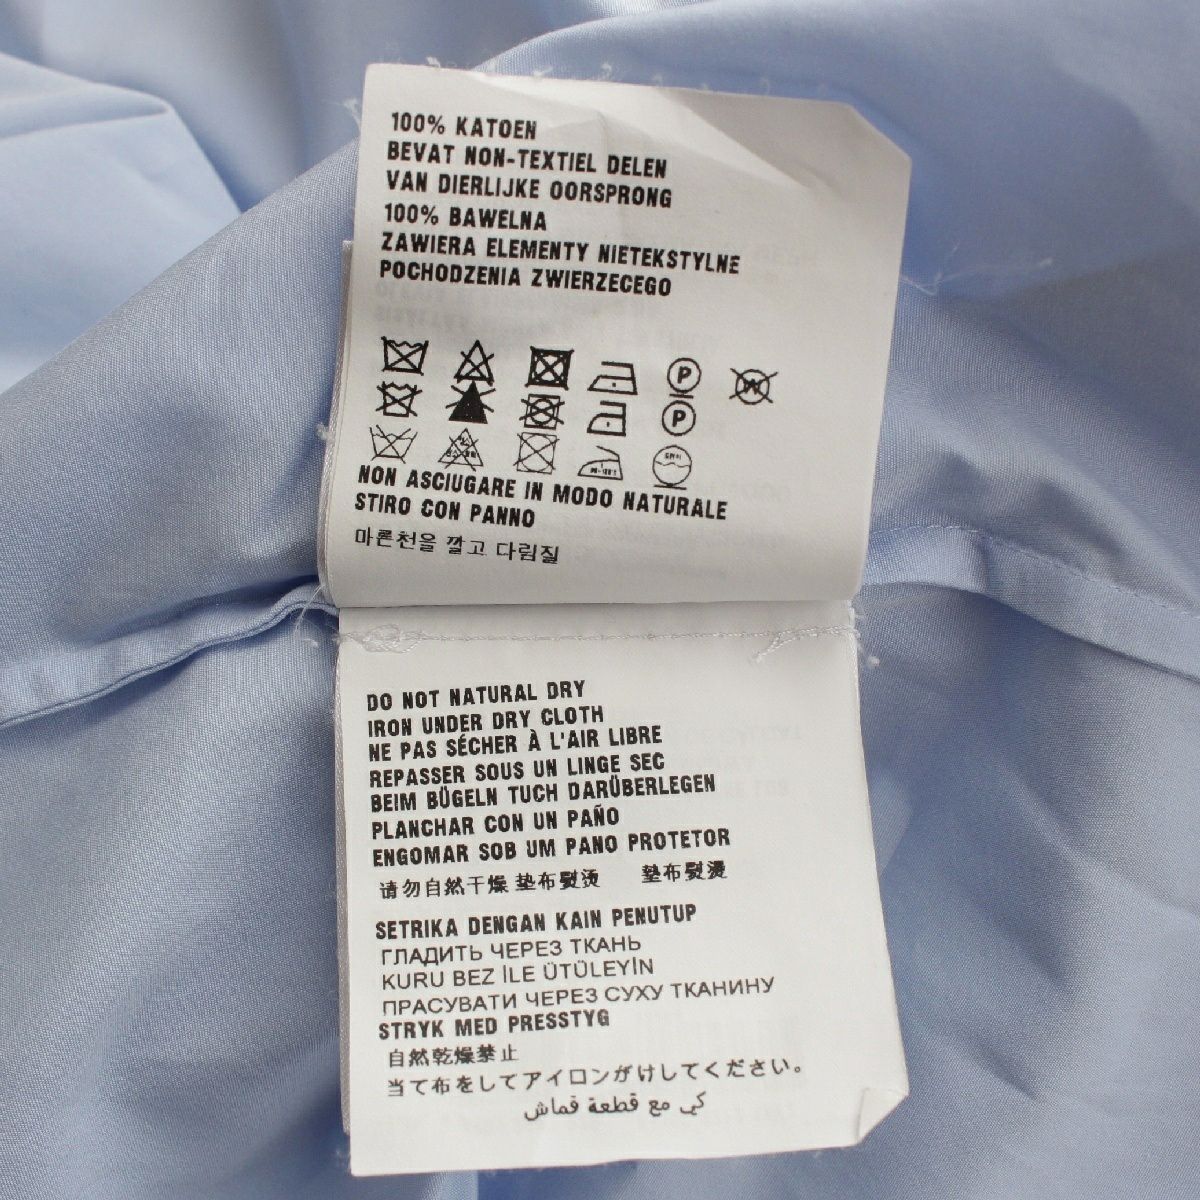 100% KATOEN
BEVAT NON-TEXTIEL DELEN
VAN DIERLIJKE OORSPRONG
100% BAWELNA
ZAWIERA ELEMENTY NIETEKSTYLNE
POCHODZENIA ZWIERZECEGO
P W
P
NON ASCIUGARE IN MODO NATURALE
STIRO CON PANNO
마른천을 깔고 다림질
DO NOT NATURAL DRY
IRON UNDER DRY CLOTH
NE PAS SÉCHER À L'AIR LIBRE
REPASSER SOUS UN LINGE SEC
BEIM BÜGELN TUCH DARÜBERLEGEN
PLANCHAR CON UN PAÑO
ENGOMAR SOB UM PANO PROTETOR
请勿自然干燥 垫布熨烫 墊布熨燙
SETRIKA DENGAN KAIN PENUTUP
ГЛАДИТЬ ЧЕРЕЗ ТКАНЬ
KURU BEZ İLE ÜTÜLEYİN
ПРАСУВАТИ ЧЕРЕЗ СУХУ ТКАНИНУ
STRYK MED PRESSTYG
自然乾燥禁止
当て布をしてアイロンがけしてください。
كي مع قطعة قماش